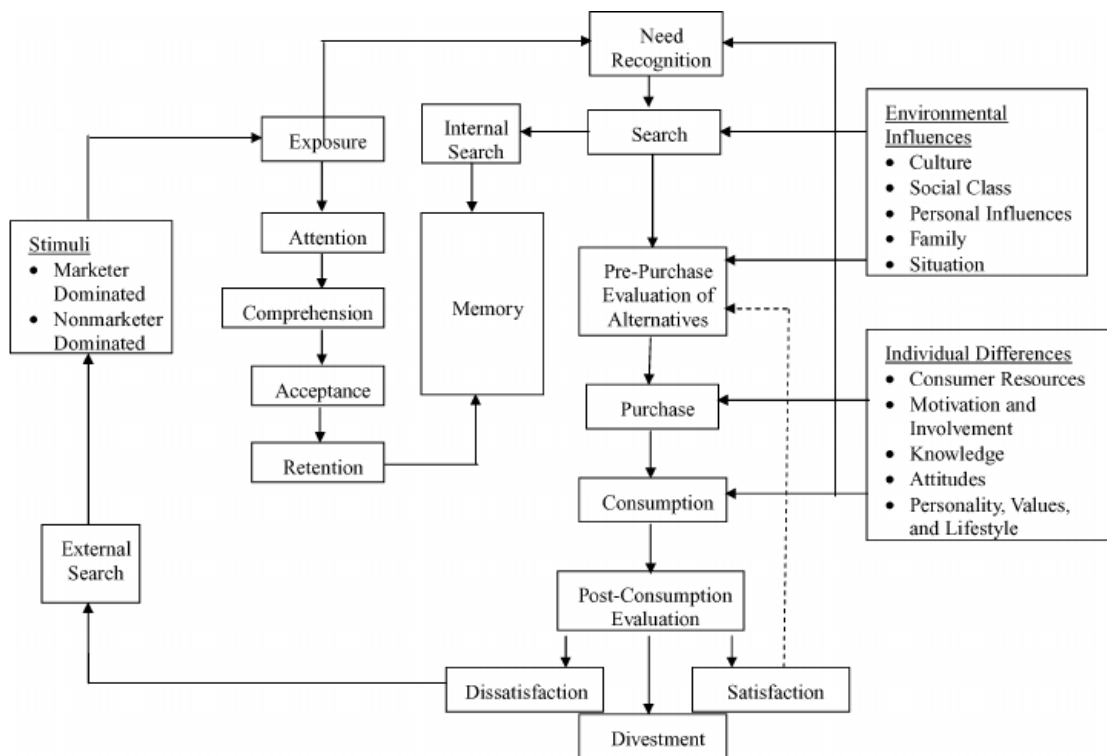 Need
Recognition
Search
Internal
Search
Exposure
Attention
Comprehension
Acceptance
Retention
Memory
Stimuli
• Marketer
Dominated
• Nonmarketer
Dominated
External
Search
Pre-Purchase
Evaluation of
Alternatives
Purchase
Consumption
Post-Consumption
Evaluation
Dissatisfaction
Satisfaction
Divestment
Environmental
Influences
• Culture
• Social Class
• Personal Influences
• Family
• Situation
Individual Differences
• Consumer Resources
• Motivation and
Involvement
• Knowledge
• Attitudes
• Personality, Values,
and Lifestyle